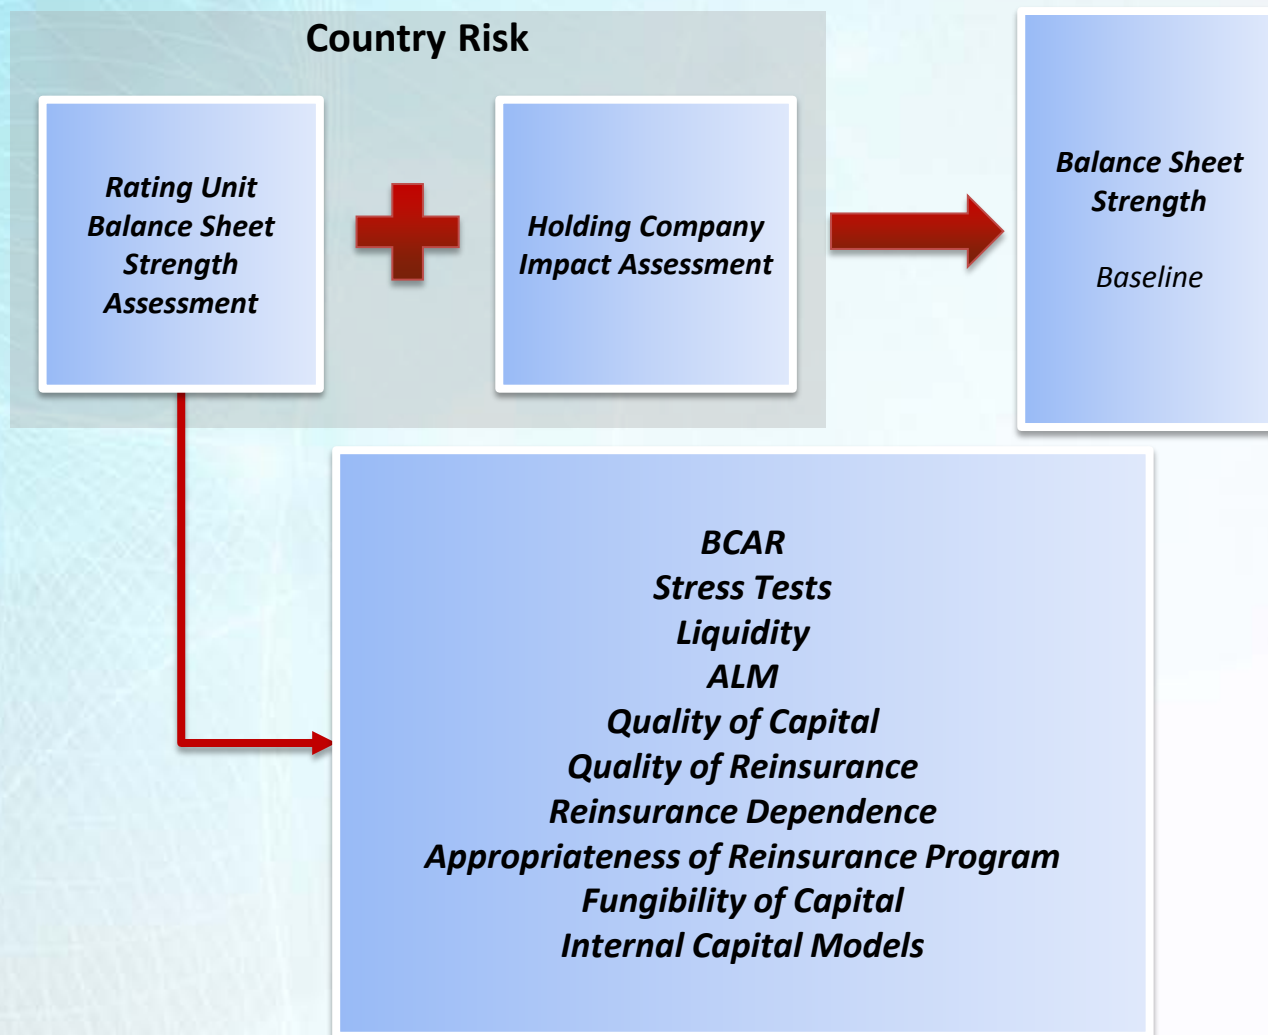 Country Risk
Rating Unit
Balance Sheet
Strength
Assessment
Holding Company
Impact Assessment
Balance Sheet
Strength
Baseline
BCAR
Stress Tests
Liquidity
ALM
Quality of Capital
Quality of Reinsurance
Reinsurance Dependence
Appropriateness of Reinsurance Program
Fungibility of Capital
Internal Capital Models